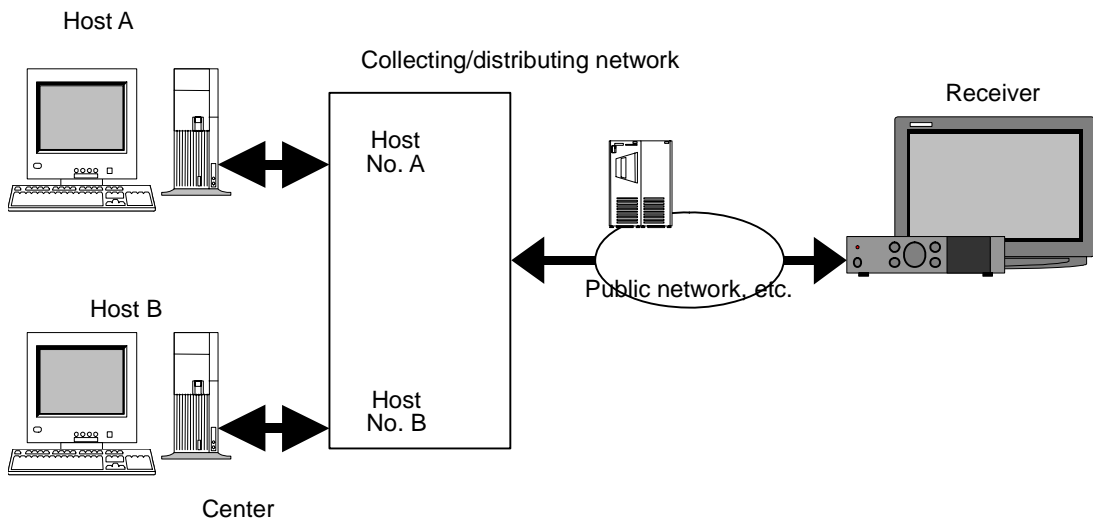 Host A
Collecting/distributing network
Receiver
Host
No. A
Public network, etc.
Host B
Host
No. B
Center